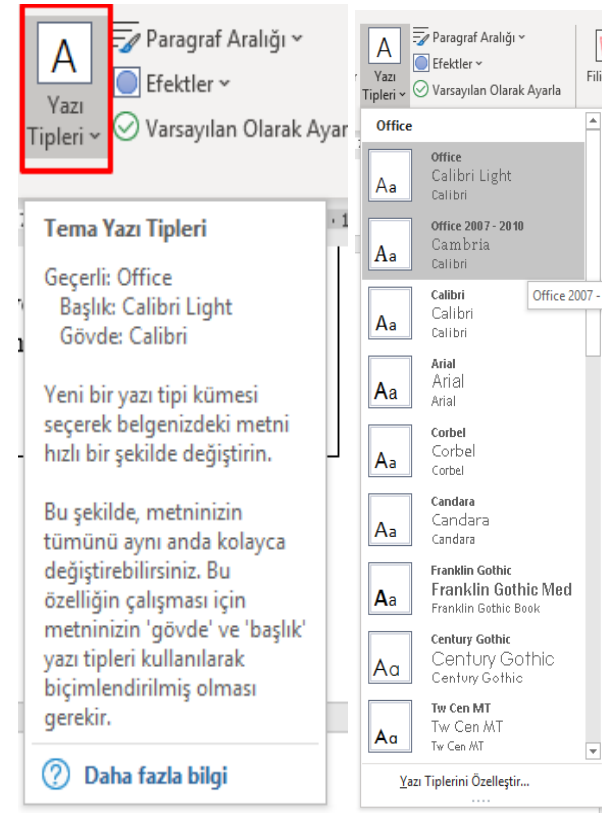 A
Yazı
Tipleri
Paragraf Aralığı
Efektler
Varsayılan Olarak Ayar
Tema Yazı Tipleri
Geçerli: Office
Başlık: Calibri Light
Gövde: Calibri
Yeni bir yazı tipi kümesi
seçerek belgenizdeki metni
hızlı bir şekilde değiştirin.
Bu şekilde, metninizin
tümünü aynı anda kolayca
değiştirebilirsiniz. Bu
özelliğin çalışması için
metninizin 'gövde' ve 'başlık'
yazı tipleri kullanılarak
biçimlendirilmiş olması
gerekir.
Daha fazla bilgi
A
Yazı
Tipleri
Paragraf Aralığı
Efektler
Varsayılan Olarak Ayarla
Fili
Office
Aa
Office
Calibri Light
Calibri
Aa
Office 2007 - 2010
Cambria
Calibri
Office 2007 -
Aa
Calibri
Calibri
Calibri
Aa
Arial
Arial
Arial
Aa
Corbel
Corbel
Corbel
Aa
Candara
Candara
Candara
Aa
Franklin Gothic
Franklin Gothic Med
Franklin Gothic Book
Aa
Century Gothic
Century Gothic
Century Gothic
Aa
Tw Cen MT
Tw Cen MT
Tw Cen MT
Yazı Tiplerini Özelleştir...